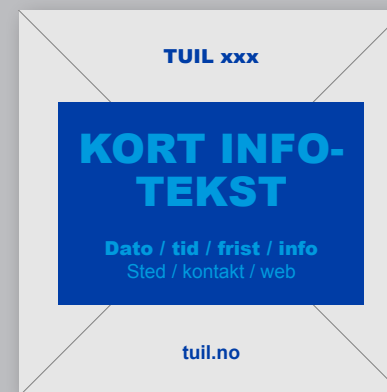 TUIL xxx
KORT INFO-
TEKST
Dato / tid / frist / info
Sted / kontakt / web
tuil.no